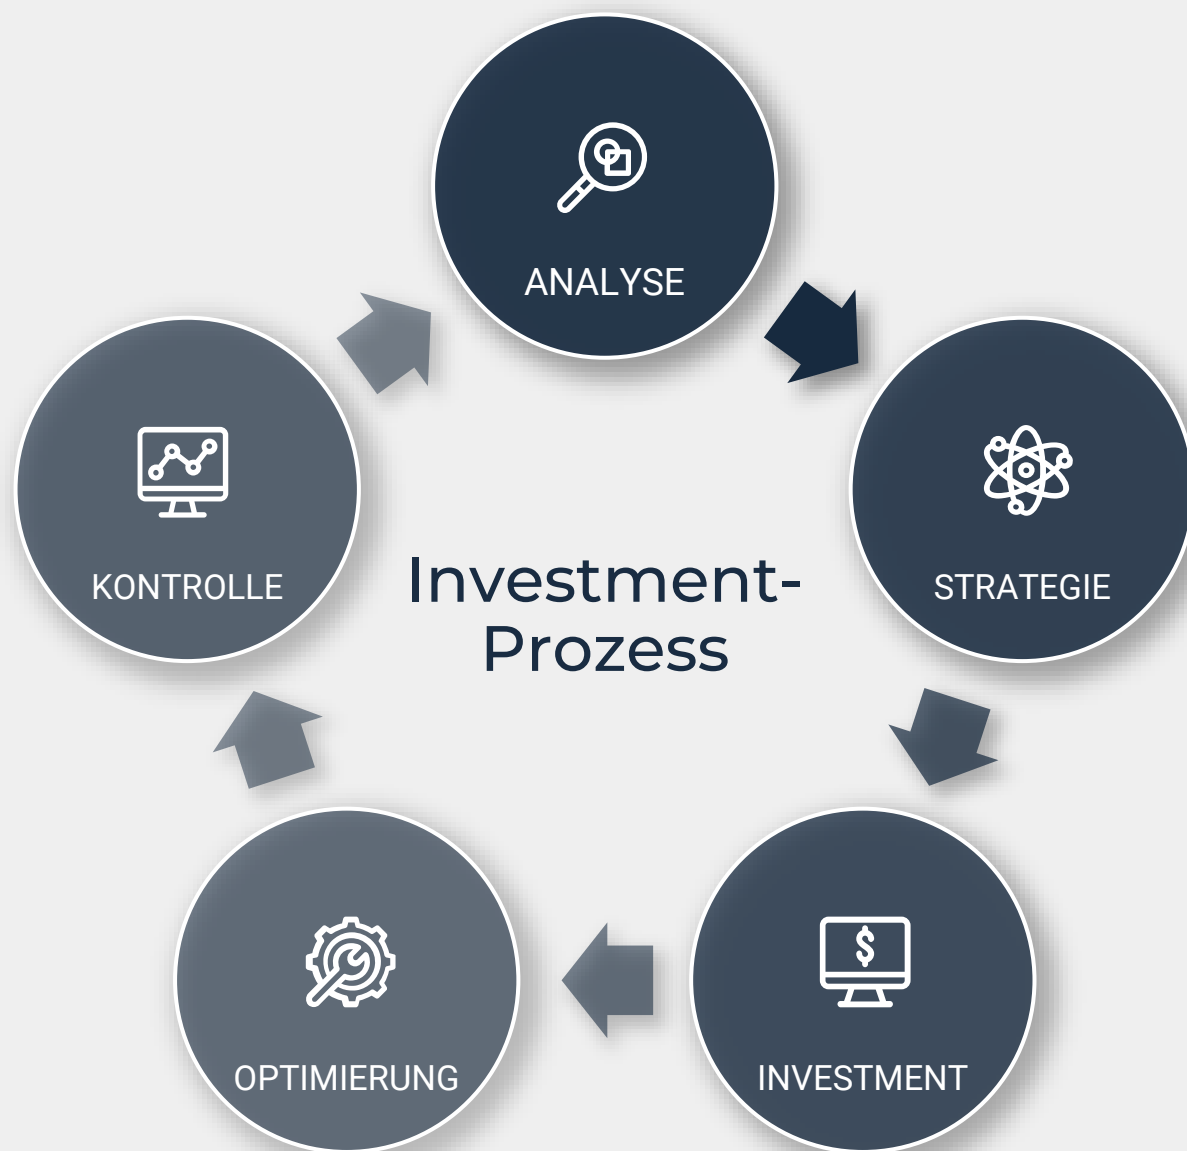 ANALYSE
STRATEGIE
INVESTMENT
OPTIMIERUNG
KONTROLLE
Investment-
Prozess
$